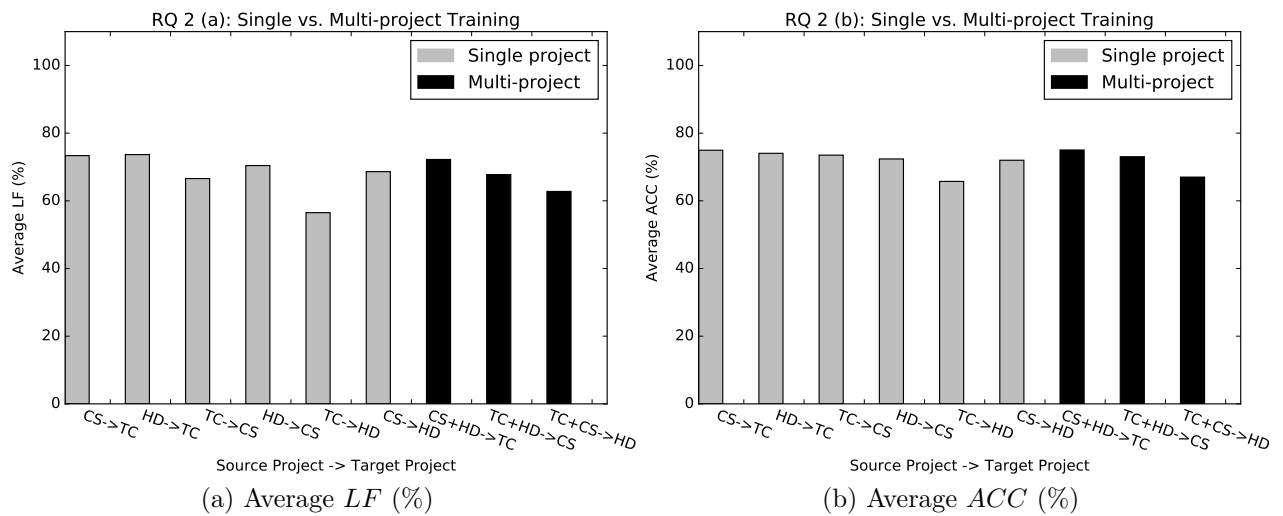 RQ 2 (a): Single vs. Multi-project Training
Single project
Multi-project
Average LF (%)
100
80
60
40
20
0
CS->TC
HD->TC
TC->CS
HD->CS
TC->HD
CS->HD
CS+HD->TC
TC+HD->CS
TC+CS->HD
Source Project -> Target Project
(a) Average LF (%)
RQ 2 (b): Single vs. Multi-project Training
Single project
Multi-project
Average ACC (%)
100
80
60
40
20
0
CS->TC
HD->TC
TC->CS
HD->CS
TC->HD
CS->HD
CS+HD->TC
TC+HD->CS
TC+CS->HD
Source Project -> Target Project
(b) Average ACC (%)